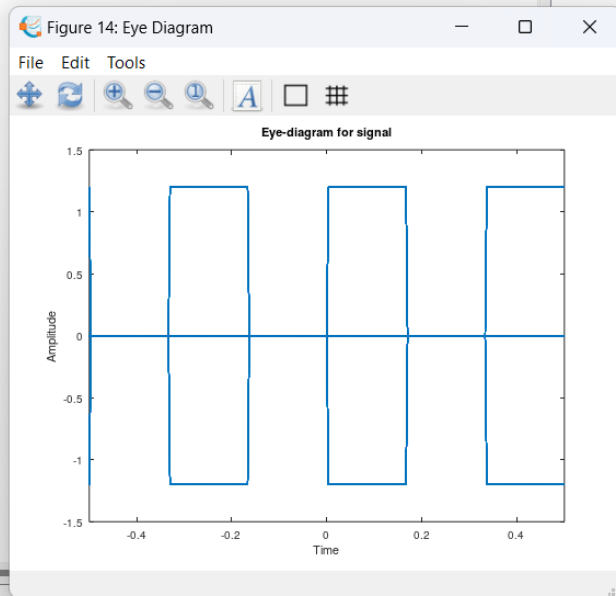 Figure 14: Eye Diagram
File Edit Tools
A
Eye-diagram for signal
1.5
1
0.5
0
-0.5
-1
-1.5
Amplitude
-0.4 -0.2 0 0.2 0.4
Time